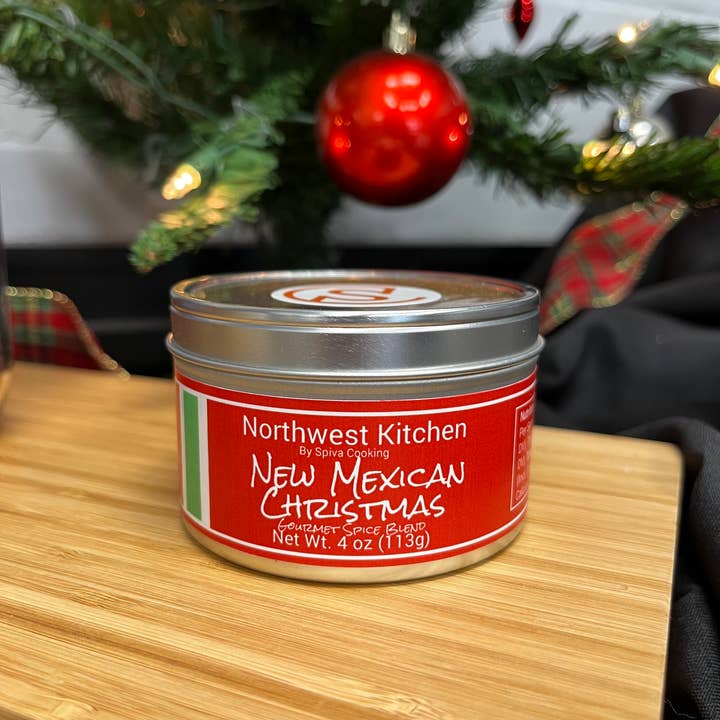 Northwest Kitchen
By Spiva Cooking
New Mexican
Christmas
Gourmet Spice Blend
Net Wt. 4 oz (113g)